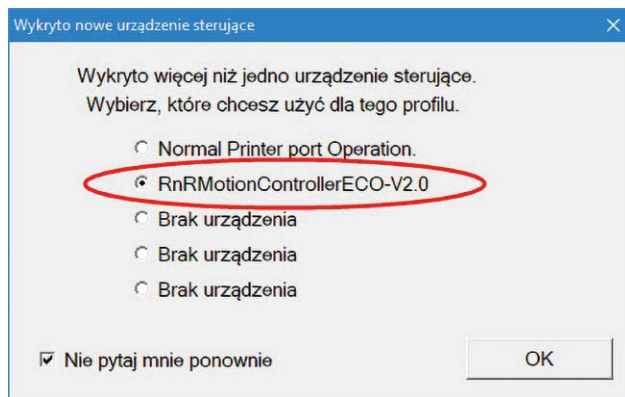 Wykryto nowe urządzenie sterujące
Wykryto więcej niż jedno urządzenie sterujące.
Wybierz, które chcesz użyć dla tego profilu.
Normal Printer port Operation.
RnRMotionControllerECO-V2.0
Brak urządzenia
Brak urządzenia
Brak urządzenia
Nie pytaj mnie ponownie
OK